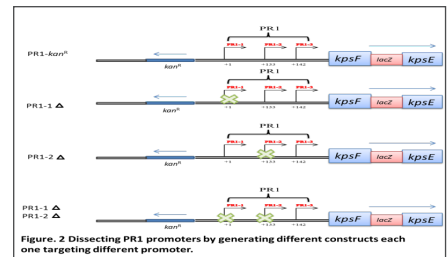 PR1
PR1-kanR
PR1-1 PR1-2 PR1-3
kanR +1 +133 +142
kpsF lacZ kpsE
PR1
PR1-1 Δ
PR1-1 PR1-2 PR1-3
kanR +1 +133 +142
kpsF lacZ kpsE
PR1
PR1-2 Δ
PR1-1 PR1-2 PR1-3
kanR +1 +133 +142
kpsF lacZ kpsE
PR1
PR1-1 Δ
PR1-2 Δ
PR1-1 PR1-2 PR1-3
kanR +1 +133 +142
kpsF lacZ kpsE
Figure. 2 Dissecting PR1 promoters by generating different constructs each
one targeting different promoter.